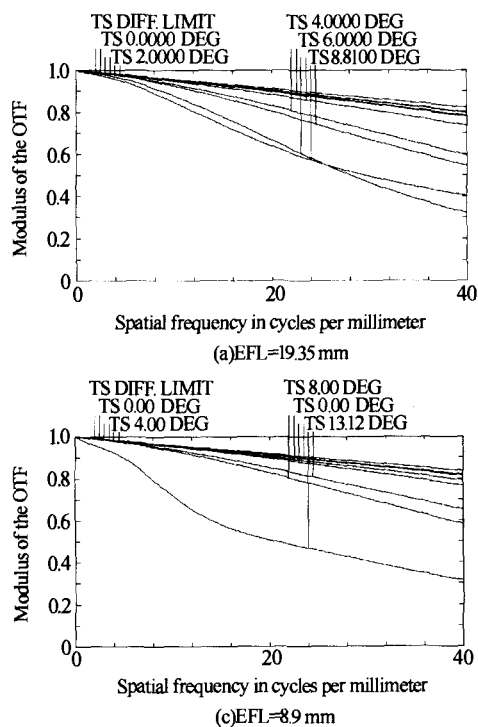 TS DIFF. LIMIT TS 4.0000 DEG
TS 0.0000 DEG TS 6.0000 DEG
TS 2.0000 DEG TS 8.8100 DEG
1.0
0.8
0.6
0.4
0.2
0
Modulus of the OTF
0 20 40
Spatial frequency in cycles per millimeter
(a)EFL=19.35 mm
TS DIFF. LIMIT TS 8.00 DEG
TS 0.00 DEG TS 0.00 DEG
TS 4.00 DEG TS 13.12 DEG
1.0
0.8
0.6
0.4
0.2
0
Modulus of the OTF
0 20 40
Spatial frequency in cycles per millimeter
(c)EFL=8.9 mm